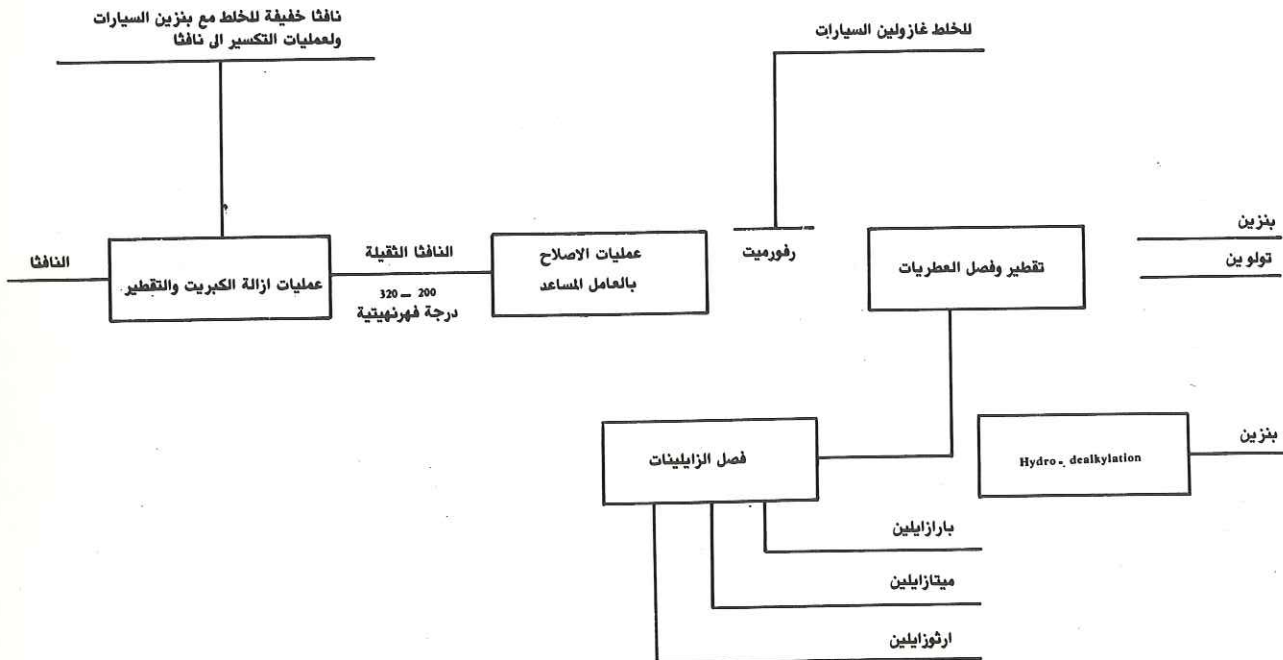 نافثا خفيفة للخلط مع بنزين السيارات
ولعمليات التكسير الى نافثا
للخلط غازولين السيارات
النافثا
عمليات ازالة الكبريت والتقطير
النافثا الثقيلة
200 — 320
درجة فهرنهيتية
عمليات الاصلاح
بالعامل المساعد
رفورميت
تقطير وفصل العطريات
بنزين
تولوين
فصل الزايلينات
Hydro - dealkylation
بنزين
بارازايلين
ميتازايلين
ارثوزايلين